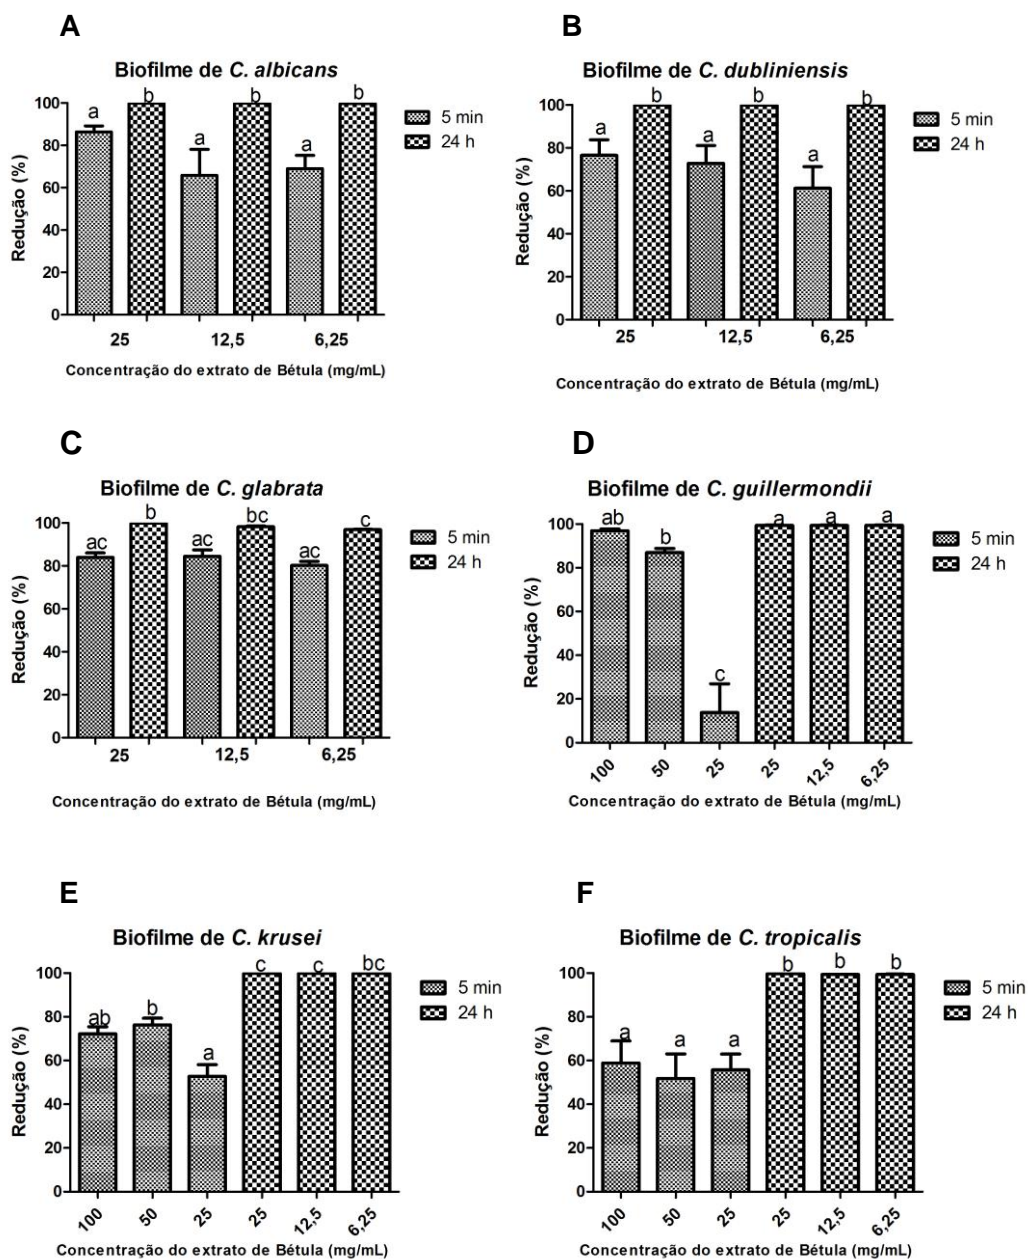 A
Biofilme de C. albicans
Redução (%)
100
80
60
40
20
0
a
b
a
b
a
b
5 min
24 h
25
12,5
6,25
Concentração do extrato de Bétula (mg/mL)
B
Biofilme de C. dubliniensis
Redução (%)
100
80
60
40
20
0
a
b
a
b
a
b
5 min
24 h
25
12,5
6,25
Concentração do extrato de Bétula (mg/mL)
C
Biofilme de C. glabrata
Redução (%)
100
80
60
40
20
0
ac
b
ac
bc
ac
c
5 min
24 h
25
12,5
6,25
Concentração do extrato de Bétula (mg/mL)
D
Biofilme de C. guillermondii
Redução (%)
100
80
60
40
20
0
ab
b
c
a
a
a
5 min
24 h
100
50
25
25
12,5
6,25
Concentração do extrato de Bétula (mg/mL)
E
Biofilme de C. krusei
Redução (%)
100
80
60
40
20
0
ab
b
a
c
c
bc
5 min
24 h
100
50
25
25
12,5
6,25
Concentração do extrato de Bétula (mg/mL)
F
Biofilme de C. tropicalis
Redução (%)
100
80
60
40
20
0
a
a
a
b
b
b
5 min
24 h
100
50
25
25
12,5
6,25
Concentração do extrato de Bétula (mg/mL)